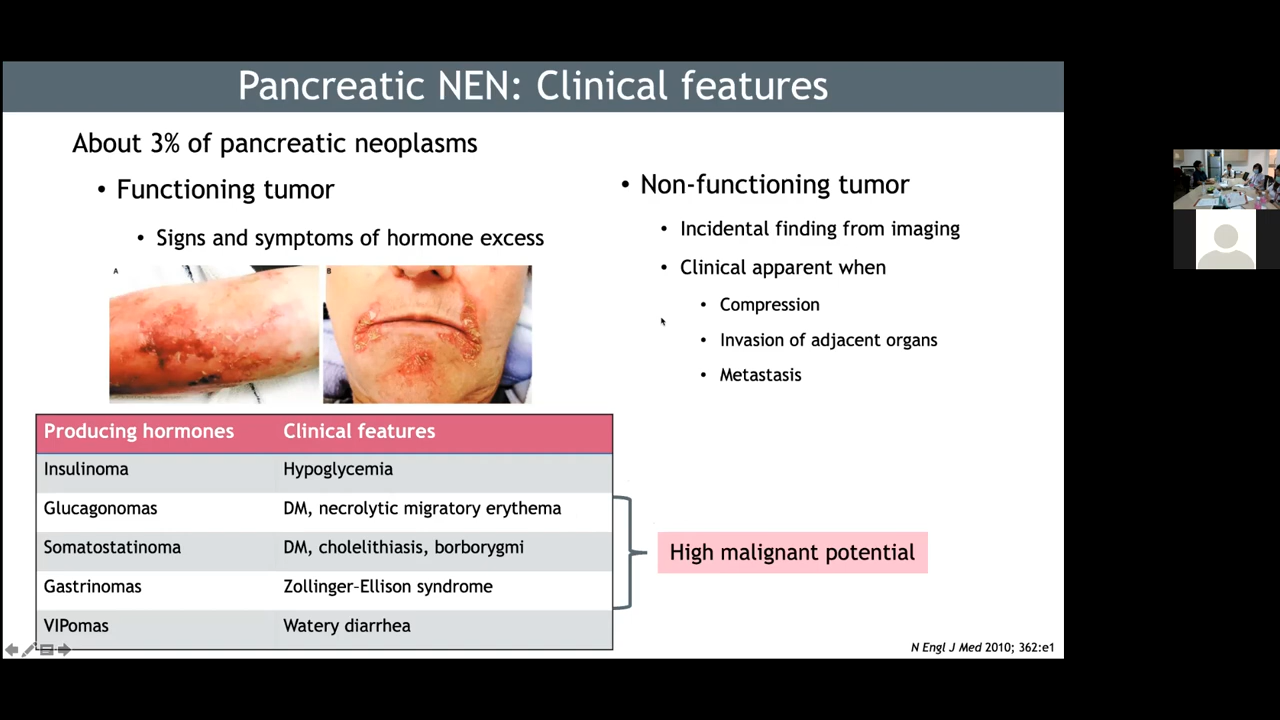 Pancreatic NEN: Clinical features
About 3% of pancreatic neoplasms
• Functioning tumor
• Signs and symptoms of hormone excess
A
B
Producing hormones Clinical features
Insulinoma Hypoglycemia
Glucagonomas DM, necrolytic migratory erythema
Somatostatinoma DM, cholelithiasis, borborygmi
Gastrinomas Zollinger–Ellison syndrome
VIPomas Watery diarrhea
• Non-functioning tumor
• Incidental finding from imaging
• Clinical apparent when
• Compression
• Invasion of adjacent organs
• Metastasis
High malignant potential
N Engl J Med 2010; 362:e1